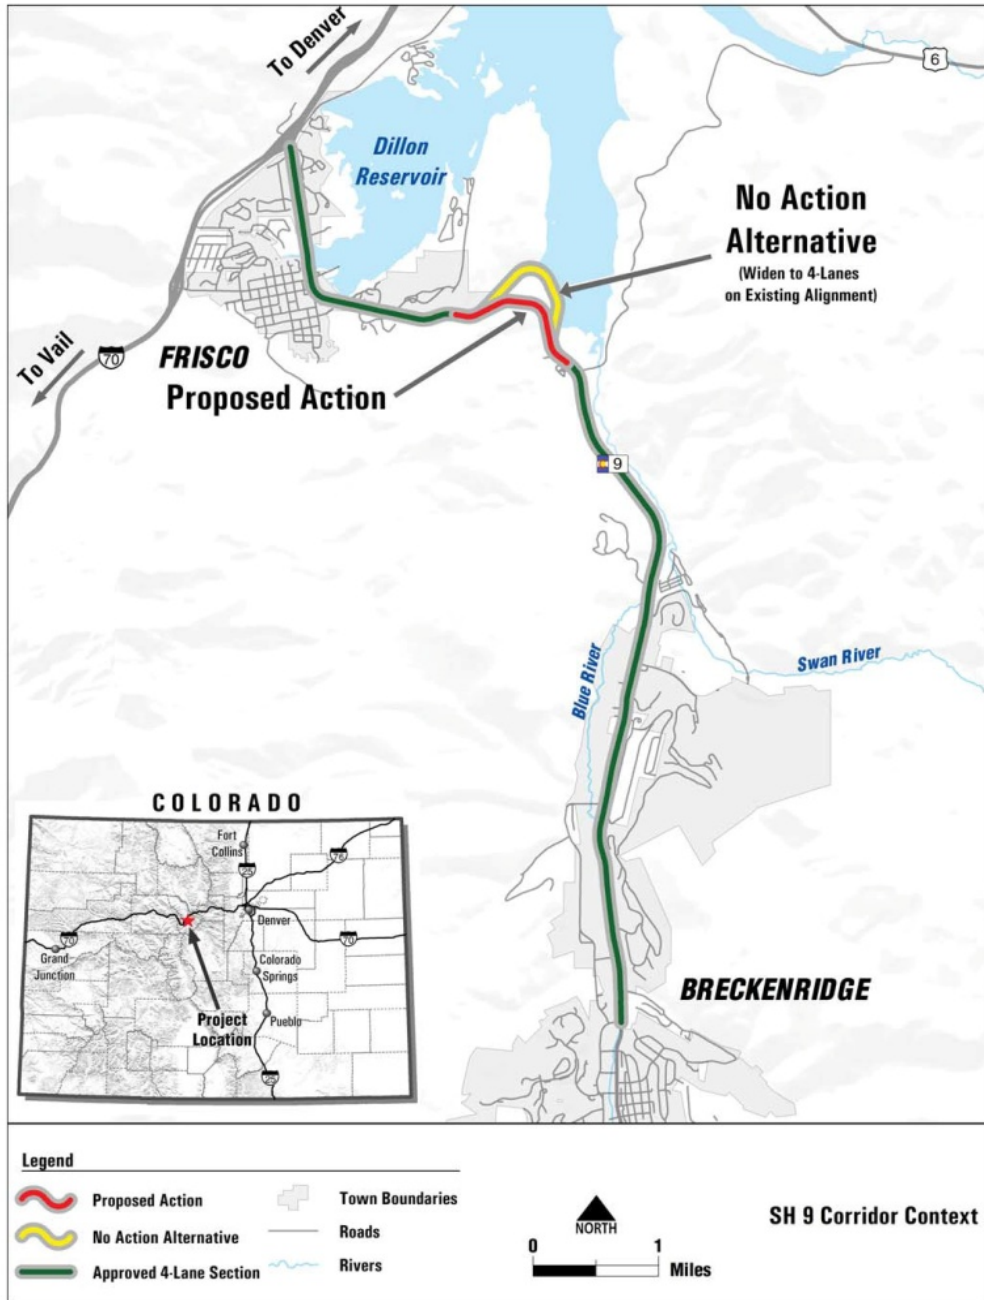 To Denver
6
Dillon
Reservoir
No Action
Alternative
(Widen to 4-Lanes
on Existing Alignment)
To Vail
70
FRISCO
Proposed Action
9
Blue River
Swan River
BRECKENRIDGE
COLORADO
Fort
Collins
25
76
Denver
70
Grand
Junction
70
Colorado
Springs
Project
Location
Pueblo
25
Legend
Proposed Action
No Action Alternative
Approved 4-Lane Section
Town Boundaries
Roads
Rivers
NORTH
0 1
Miles
SH 9 Corridor Context